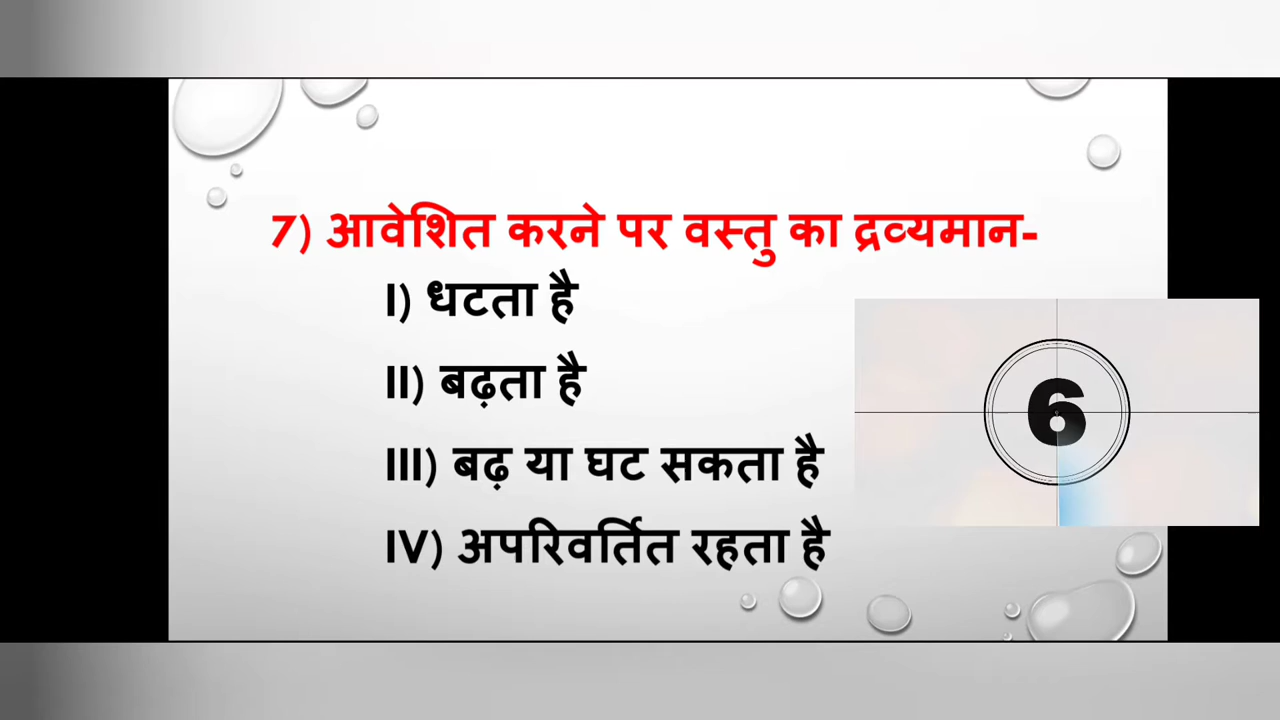 7) आवेशित करने पर वस्तु का द्रव्यमान-
I) धटता है
II) बढ़ता है
III) बढ़ या घट सकता है
IV) अपरिवर्तित रहता है
6